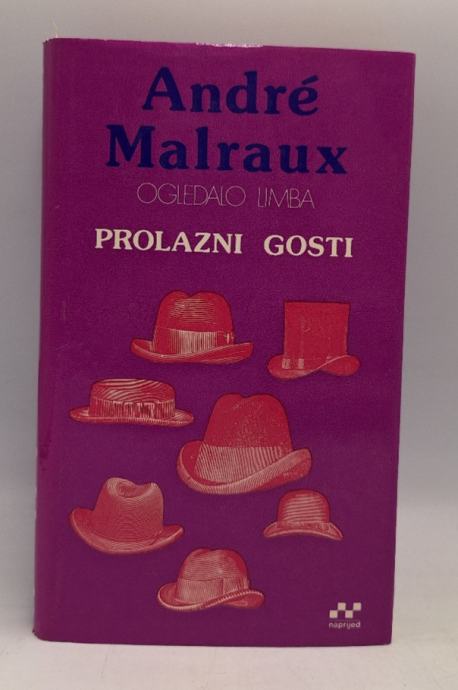 André
Malraux
OGLEDALO LIMBA
PROLAZNI GOSTI
naprijed